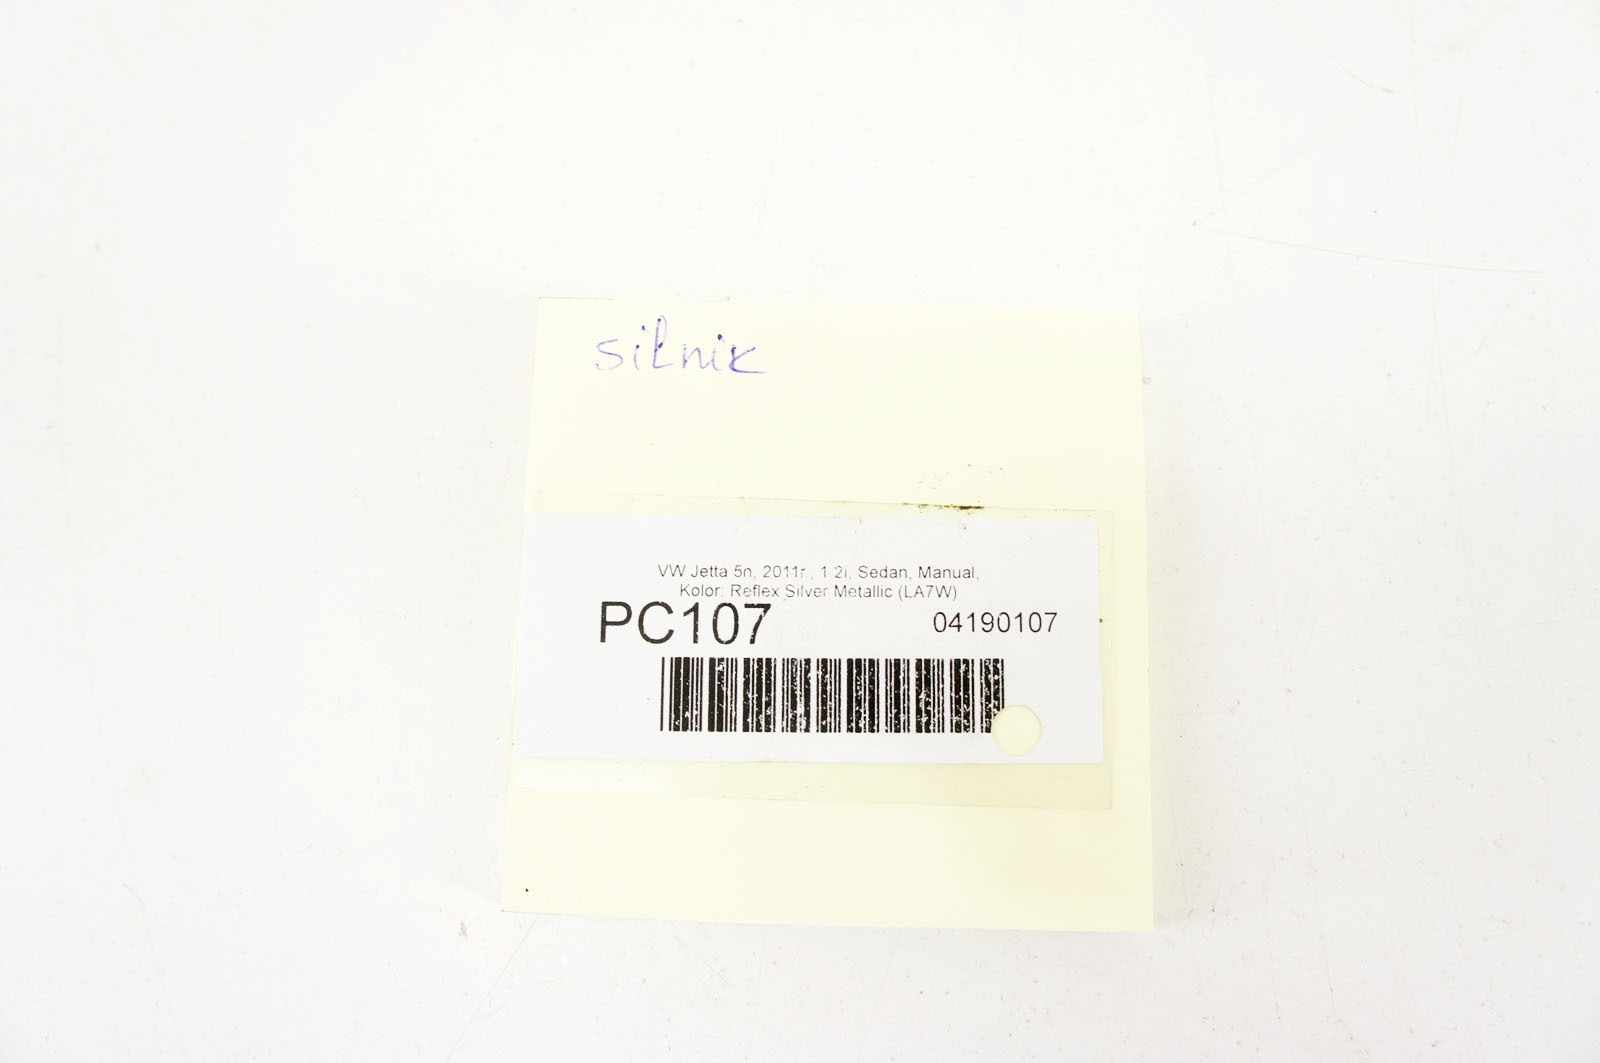 silnik
VW Jetta 5n, 2011r., 1.2i, Sedan, Manual,
Kolor: Reflex Silver Metallic (LA7W)
PC107 04190107